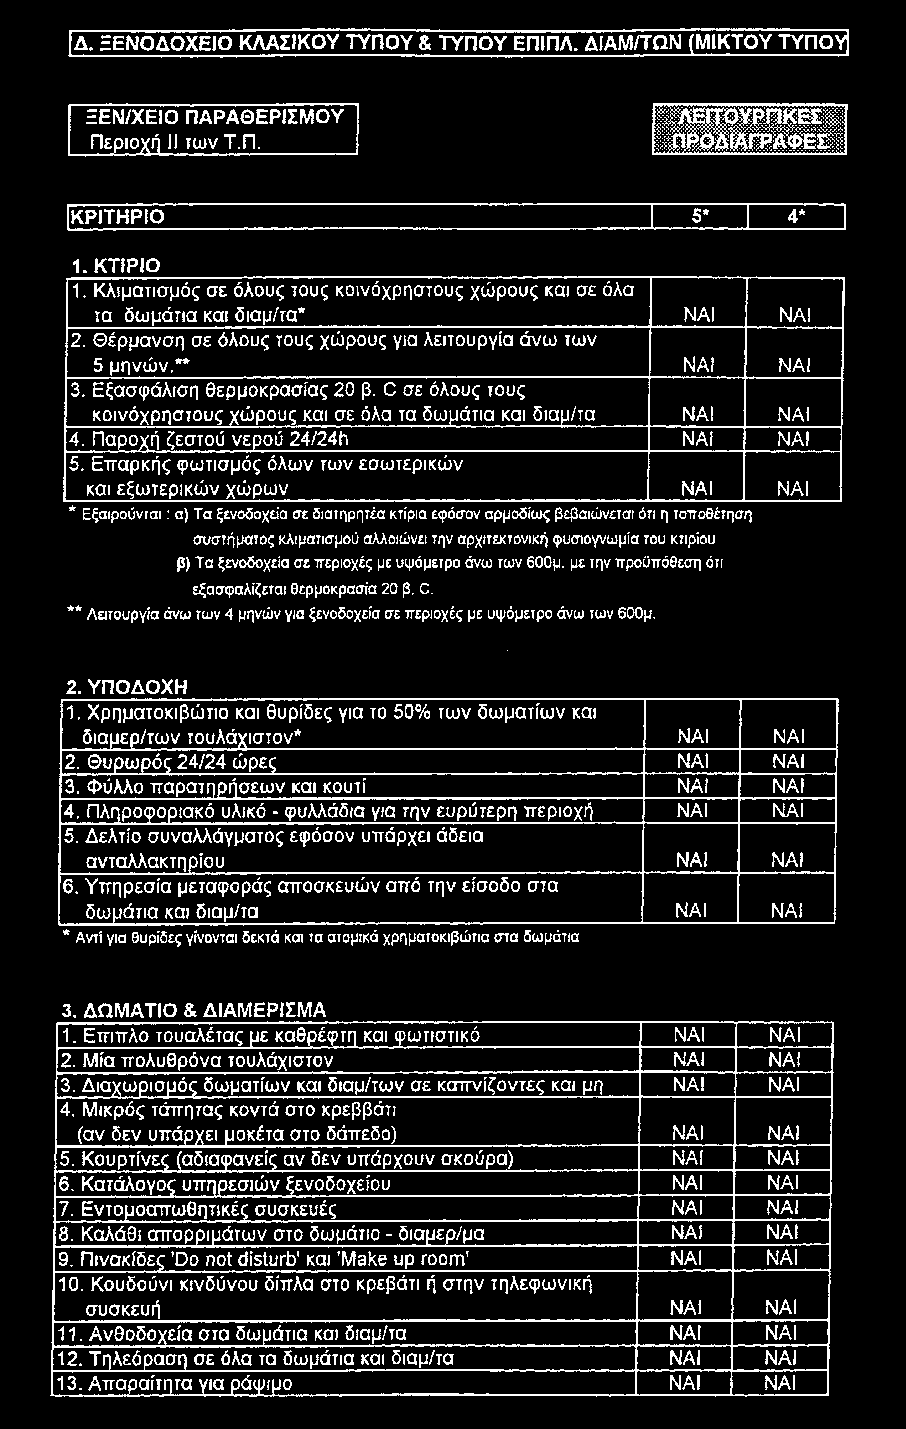 Δ. ΞΕΝΟΔΟΧΕΙΟ ΚΛΑΣΙΚΟΥ ΤΥΠΟΥ & ΤΥΠΟΥ ΕΠΙΠΛ. ΔΙΑΜ/ΤΩΝ (ΜΙΚΤΟΥ ΤΥΠΟΥ
ΞΕΝ/ΧΕΙΟ ΠΑΡΑΘΕΡΙΣΜΟΥ
Περιοχή ΙΙ των Τ.Π.
ΛΕΙΤΟΥΡΓΙΚΕΣ
ΠΡΟΔΙΑΓΡΑΦΕΣ
ΚΡΙΤΗΡΙΟ 5* 4*
1. ΚΤΙΡΙΟ
1. Κλιματισμός σε όλους τους κοινόχρηστους χώρους και σε όλα
τα δωμάτια και διαμ/τα* ΝΑΙ ΝΑΙ
2. Θέρμανση σε όλους τους χώρους για λειτουργία άνω των
5 μηνών.** ΝΑΙ ΝΑΙ
3. Εξασφάλιση θερμοκρασίας 20 β. C σε όλους τους
κοινόχρηστους χώρους και σε όλα τα δωμάτια και διαμ/τα ΝΑΙ ΝΑΙ
4. Παροχή ζεστού νερού 24/24h ΝΑΙ ΝΑΙ
5. Επαρκής φωτισμός όλων των εσωτερικών
και εξωτερικών χώρων ΝΑΙ ΝΑΙ
* Εξαιρούνται : α) Τα ξενοδοχεία σε διατηρητέα κτίρια εφόσον αρμοδίως βεβαιώνεται ότι η τοποθέτηση
συστήματος κλιματισμού αλλοιώνει την αρχιτεκτονική φυσιογνωμία του κτιρίου
β) Τα ξενοδοχεία σε περιοχές με υψόμετρο άνω των 600μ. με την προϋπόθεση ότι
εξασφαλίζεται θερμοκρασία 20 β. C.
** Λειτουργία άνω των 4 μηνών για ξενοδοχεία σε περιοχές με υψόμετρο άνω των 600μ.
2. ΥΠΟΔΟΧΗ
1. Χρηματοκιβώτιο και θυρίδες για το 50% των δωματίων και
διαμερ/των τουλάχιστον* ΝΑΙ ΝΑΙ
2. Θυρωρός 24/24 ώρες ΝΑΙ ΝΑΙ
3. Φύλλο παρατηρήσεων και κουτί ΝΑΙ ΝΑΙ
4. Πληροφοριακό υλικό - φυλλάδια για την ευρύτερη περιοχή ΝΑΙ ΝΑΙ
5. Δελτίο συναλλάγματος εφόσον υπάρχει άδεια
ανταλλακτηρίου ΝΑΙ ΝΑΙ
6. Υπηρεσία μεταφοράς αποσκευών από την είσοδο στα
δωμάτια και διαμ/τα ΝΑΙ ΝΑΙ
* Αντί για θυρίδες γίνονται δεκτά και τα ατομικά χρηματοκιβώτια στα δωμάτια
3. ΔΩΜΑΤΙΟ & ΔΙΑΜΕΡΙΣΜΑ
1. Επιπλο τουαλέτας με καθρέφτη και φωτιστικό ΝΑΙ ΝΑΙ
2. Μία πολυθρόνα τουλάχιστον ΝΑΙ ΝΑΙ
3. Διαχωρισμός δωματίων και διαμ/των σε καπνίζοντες και μη ΝΑΙ ΝΑΙ
4. Μικρός τάπητας κοντά στο κρεββάτι
(αν δεν υπάρχει μοκέτα στο δάπεδο) ΝΑΙ ΝΑΙ
5. Κουρτίνες (αδιαφανείς αν δεν υπάρχουν σκούρα) ΝΑΙ ΝΑΙ
6. Κατάλογος υπηρεσιών ξενοδοχείου ΝΑΙ ΝΑΙ
7. Εντομοαπωθητικές συσκευές ΝΑΙ ΝΑΙ
8. Καλάθι απορριμάτων στο δωμάτιο - διαμερ/μα ΝΑΙ ΝΑΙ
9. Πινακίδες 'Do not disturb' και 'Make up room' ΝΑΙ ΝΑΙ
10. Κουδούνι κινδύνου δίπλα στο κρεβάτι ή στην τηλεφωνική
συσκευή ΝΑΙ ΝΑΙ
11. Ανθοδοχεία στα δωμάτια και διαμ/τα ΝΑΙ ΝΑΙ
12. Τηλεόραση σε όλα τα δωμάτια και διαμ/τα ΝΑΙ ΝΑΙ
13. Απαραίτητα για ράψιμο ΝΑΙ ΝΑΙ